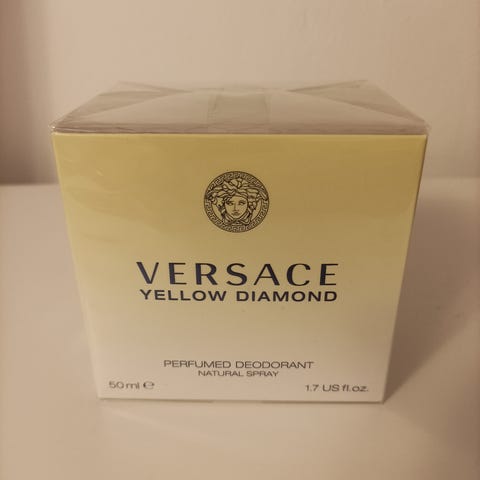 VERSACE
YELLOW DIAMOND
PERFUMED DEODORANT
NATURAL SPRAY
50 ml ℮ 1.7 US fl.oz.